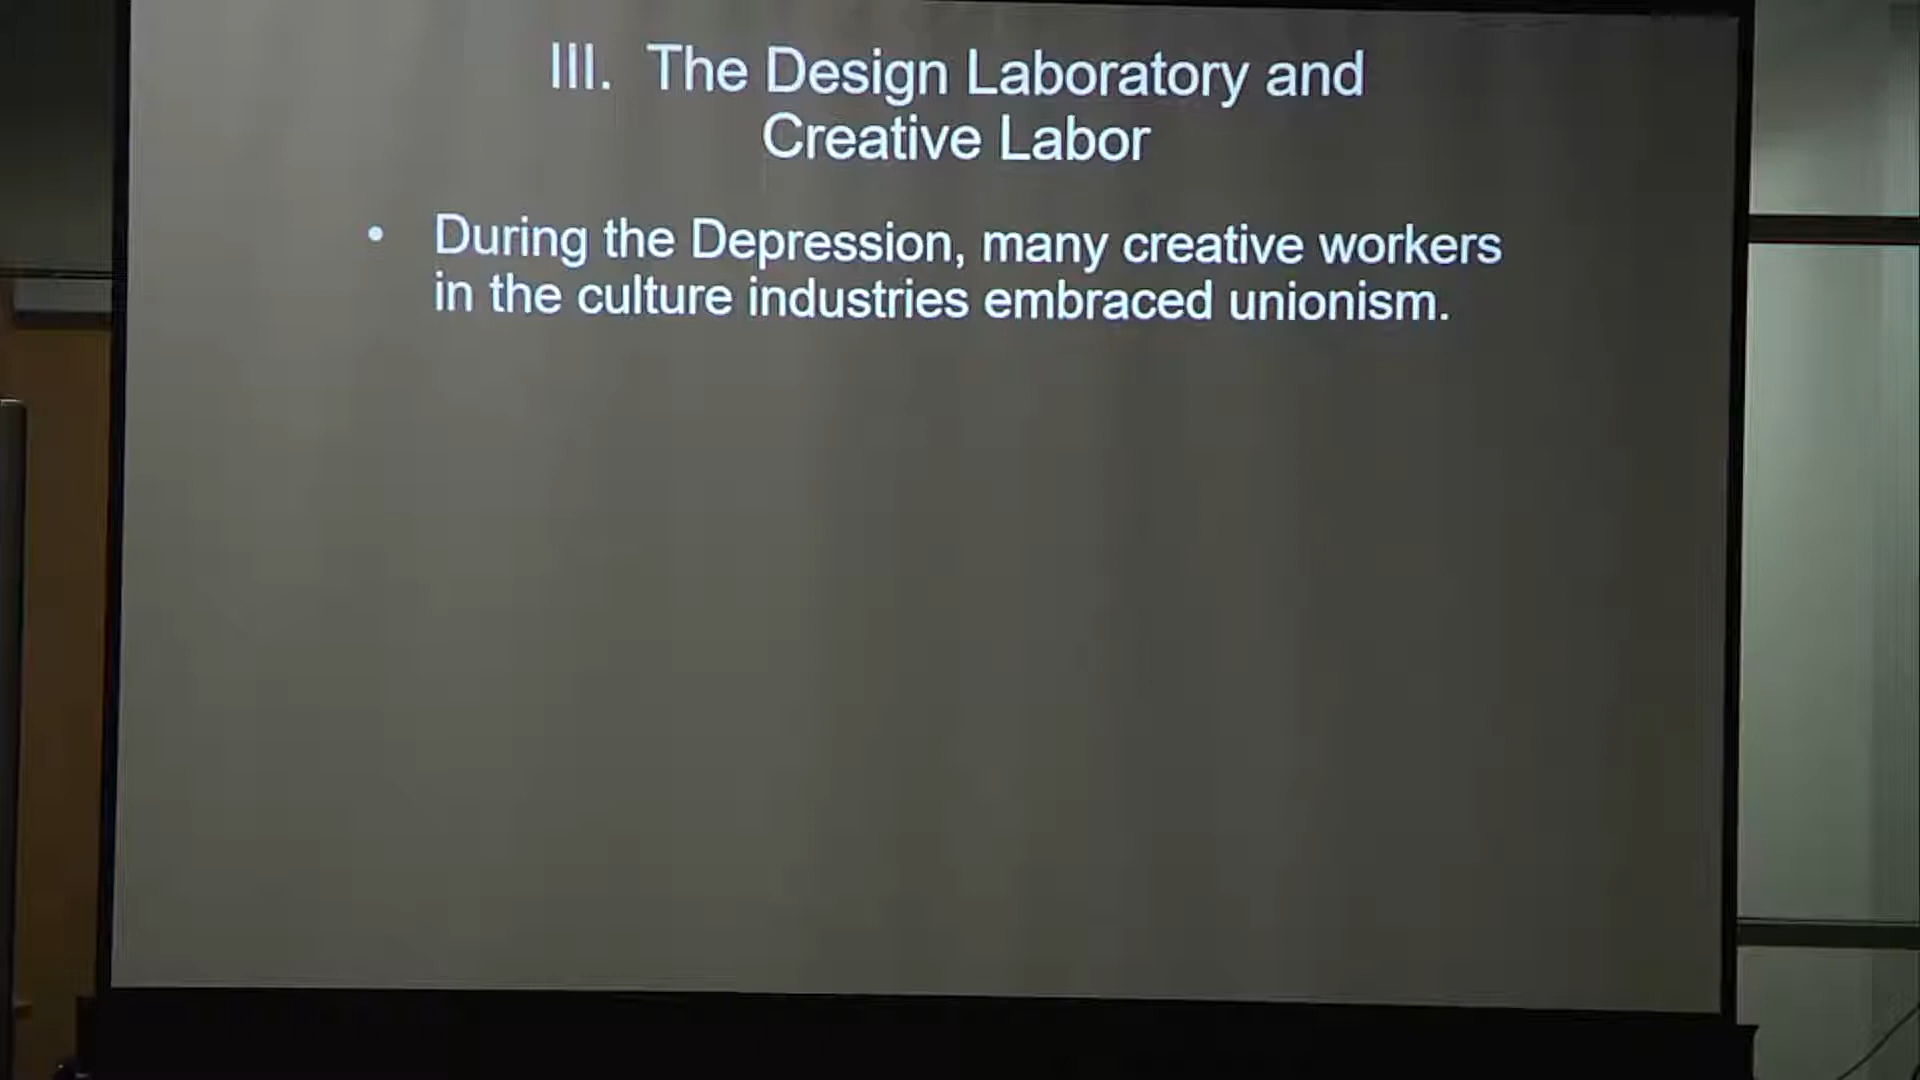 III. The Design Laboratory and
Creative Labor
• During the Depression, many creative workers
in the culture industries embraced unionism.